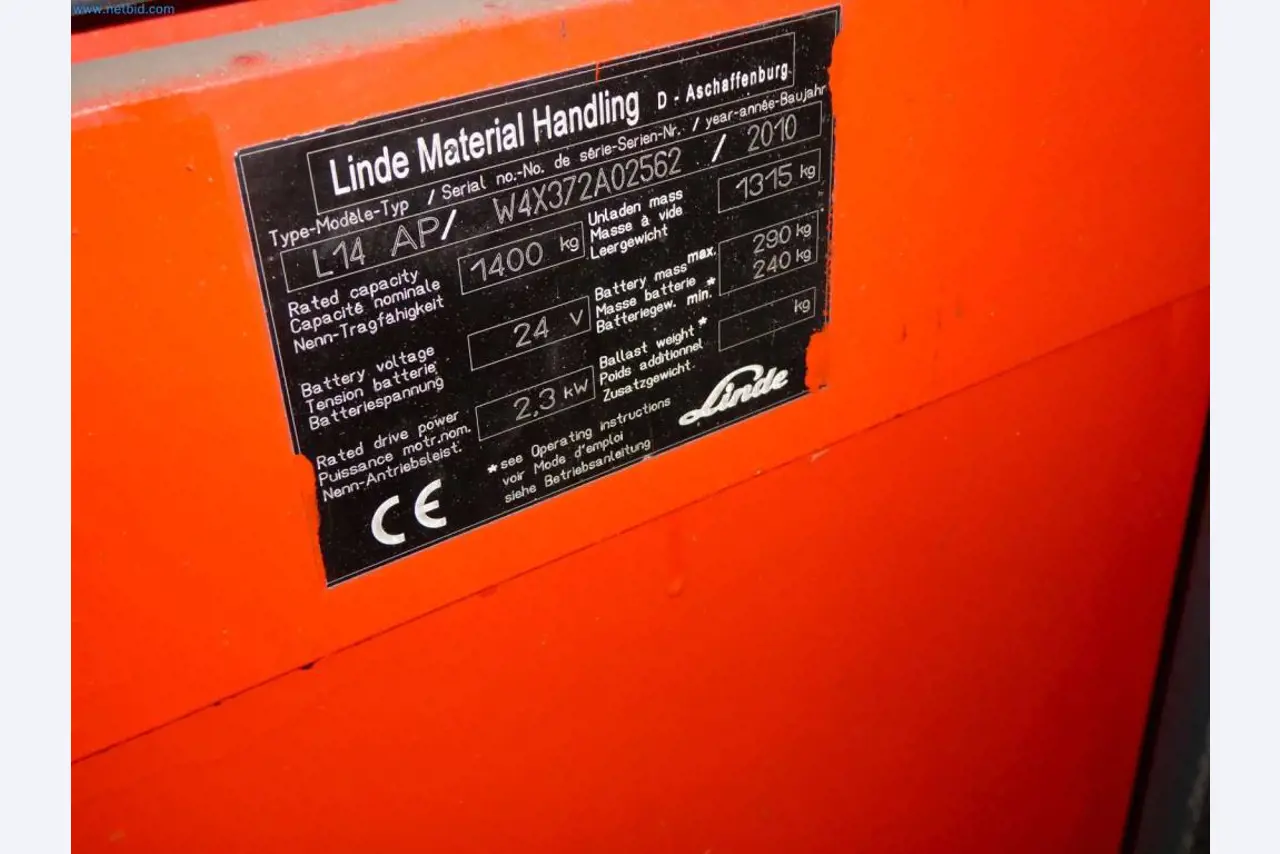 www.netbid.com
Linde Material Handling D - Aschaffenburg
Type-Modèle-Typ / Serial no.-No. de série-Serien-Nr. / year-année-Baujahr
L14 AP/ W4X372A02562 / 2010
Rated capacity
Capacité nominale
Nenn-Tragfähigkeit
1400 kg
Unladen mass
Masse à vide
Leergewicht
1315 kg
Battery voltage
Tension batterie
Batteriespannung
24 V
Battery mass max.
Masse batterie *
Batteriegew. min.
290 kg
240 kg
Rated drive power
Puissance motr.nom.
Nenn-Antriebsleist.
2,3 kW
Ballast weight *
Poids additionnel
Zusatzgewicht.
kg
CE
* see Operating instructions
voir Mode d'emploi
siehe Betriebsanleitung
Linde